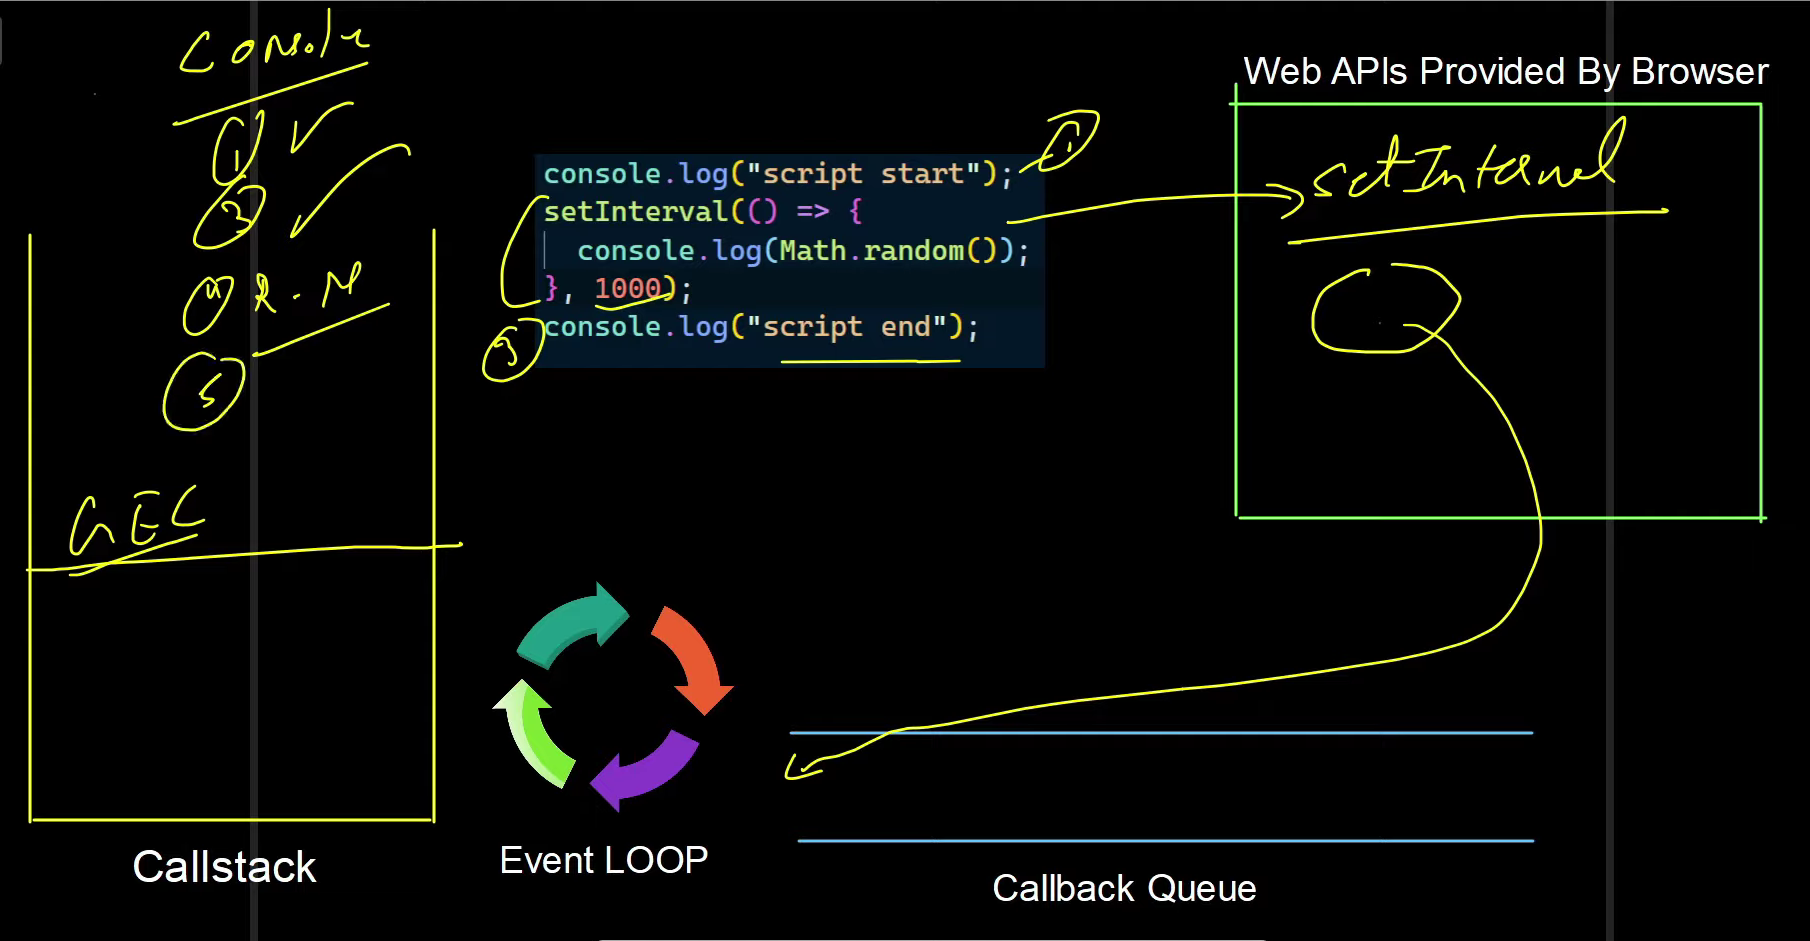 Console
1
3
4 R.N
5
GEC
Callstack
console.log("script start"); 1
setInterval(() => {
console.log(Math.random());
}, 1000);
3 console.log("script end");
Event LOOP
Web APIs Provided By Browser
setInterval
Callback Queue